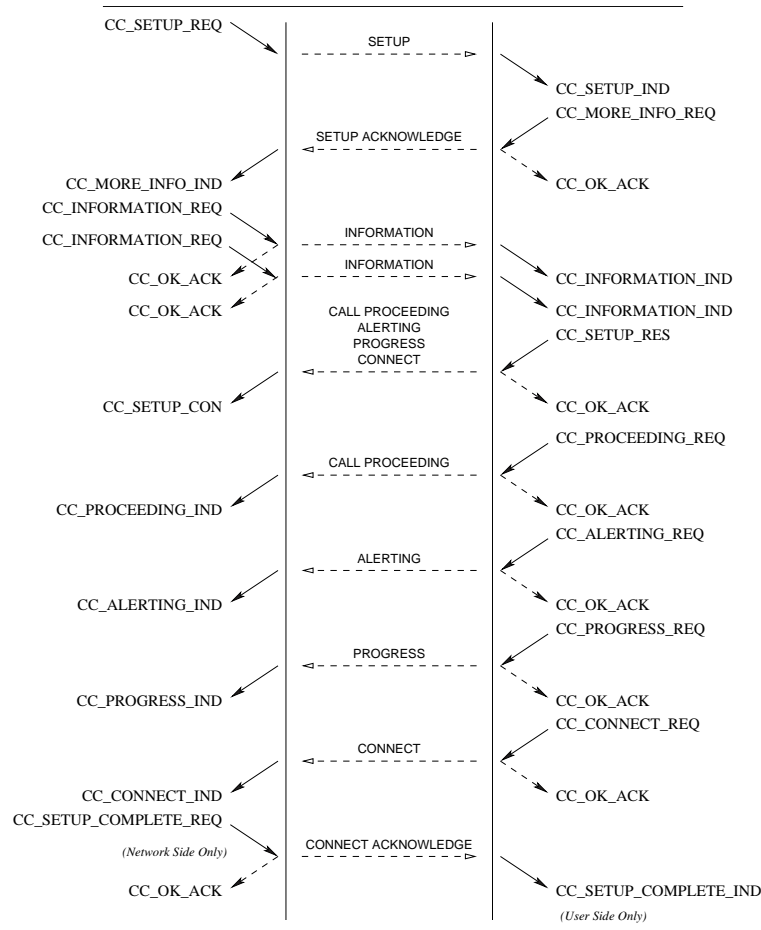 CC_SETUP_REQ
SETUP
CC_SETUP_IND
CC_MORE_INFO_REQ
SETUP ACKNOWLEDGE
CC_MORE_INFO_IND
CC_OK_ACK
CC_INFORMATION_REQ
INFORMATION
CC_INFORMATION_REQ
INFORMATION
CC_OK_ACK
CC_INFORMATION_IND
CC_OK_ACK
CC_INFORMATION_IND
CALL PROCEEDING
ALERTING
PROGRESS
CONNECT
CC_SETUP_RES
CC_SETUP_CON
CC_OK_ACK
CC_PROCEEDING_REQ
CALL PROCEEDING
CC_PROCEEDING_IND
CC_OK_ACK
CC_ALERTING_REQ
ALERTING
CC_ALERTING_IND
CC_OK_ACK
CC_PROGRESS_REQ
PROGRESS
CC_PROGRESS_IND
CC_OK_ACK
CC_CONNECT_REQ
CONNECT
CC_CONNECT_IND
CC_OK_ACK
CC_SETUP_COMPLETE_REQ
(Network Side Only)
CONNECT ACKNOWLEDGE
CC_OK_ACK
CC_SETUP_COMPLETE_IND
(User Side Only)